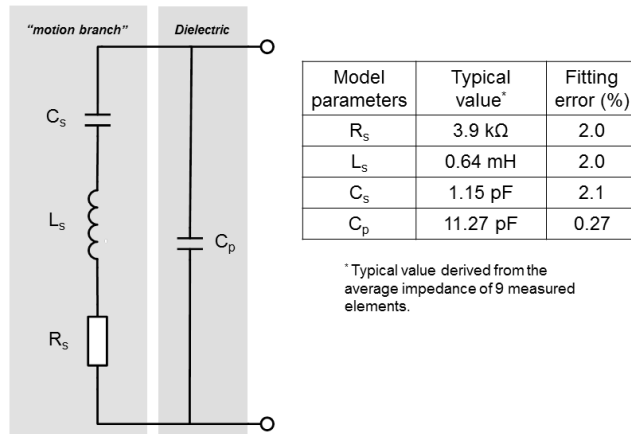 "motion branch"
Dielectric
Cs
Ls
Rs
Cp
Model parameters Typical value* Fitting error (%)
Rs 3.9 kΩ 2.0
Ls 0.64 mH 2.0
Cs 1.15 pF 2.1
Cp 11.27 pF 0.27
* Typical value derived from the
average impedance of 9 measured
elements.